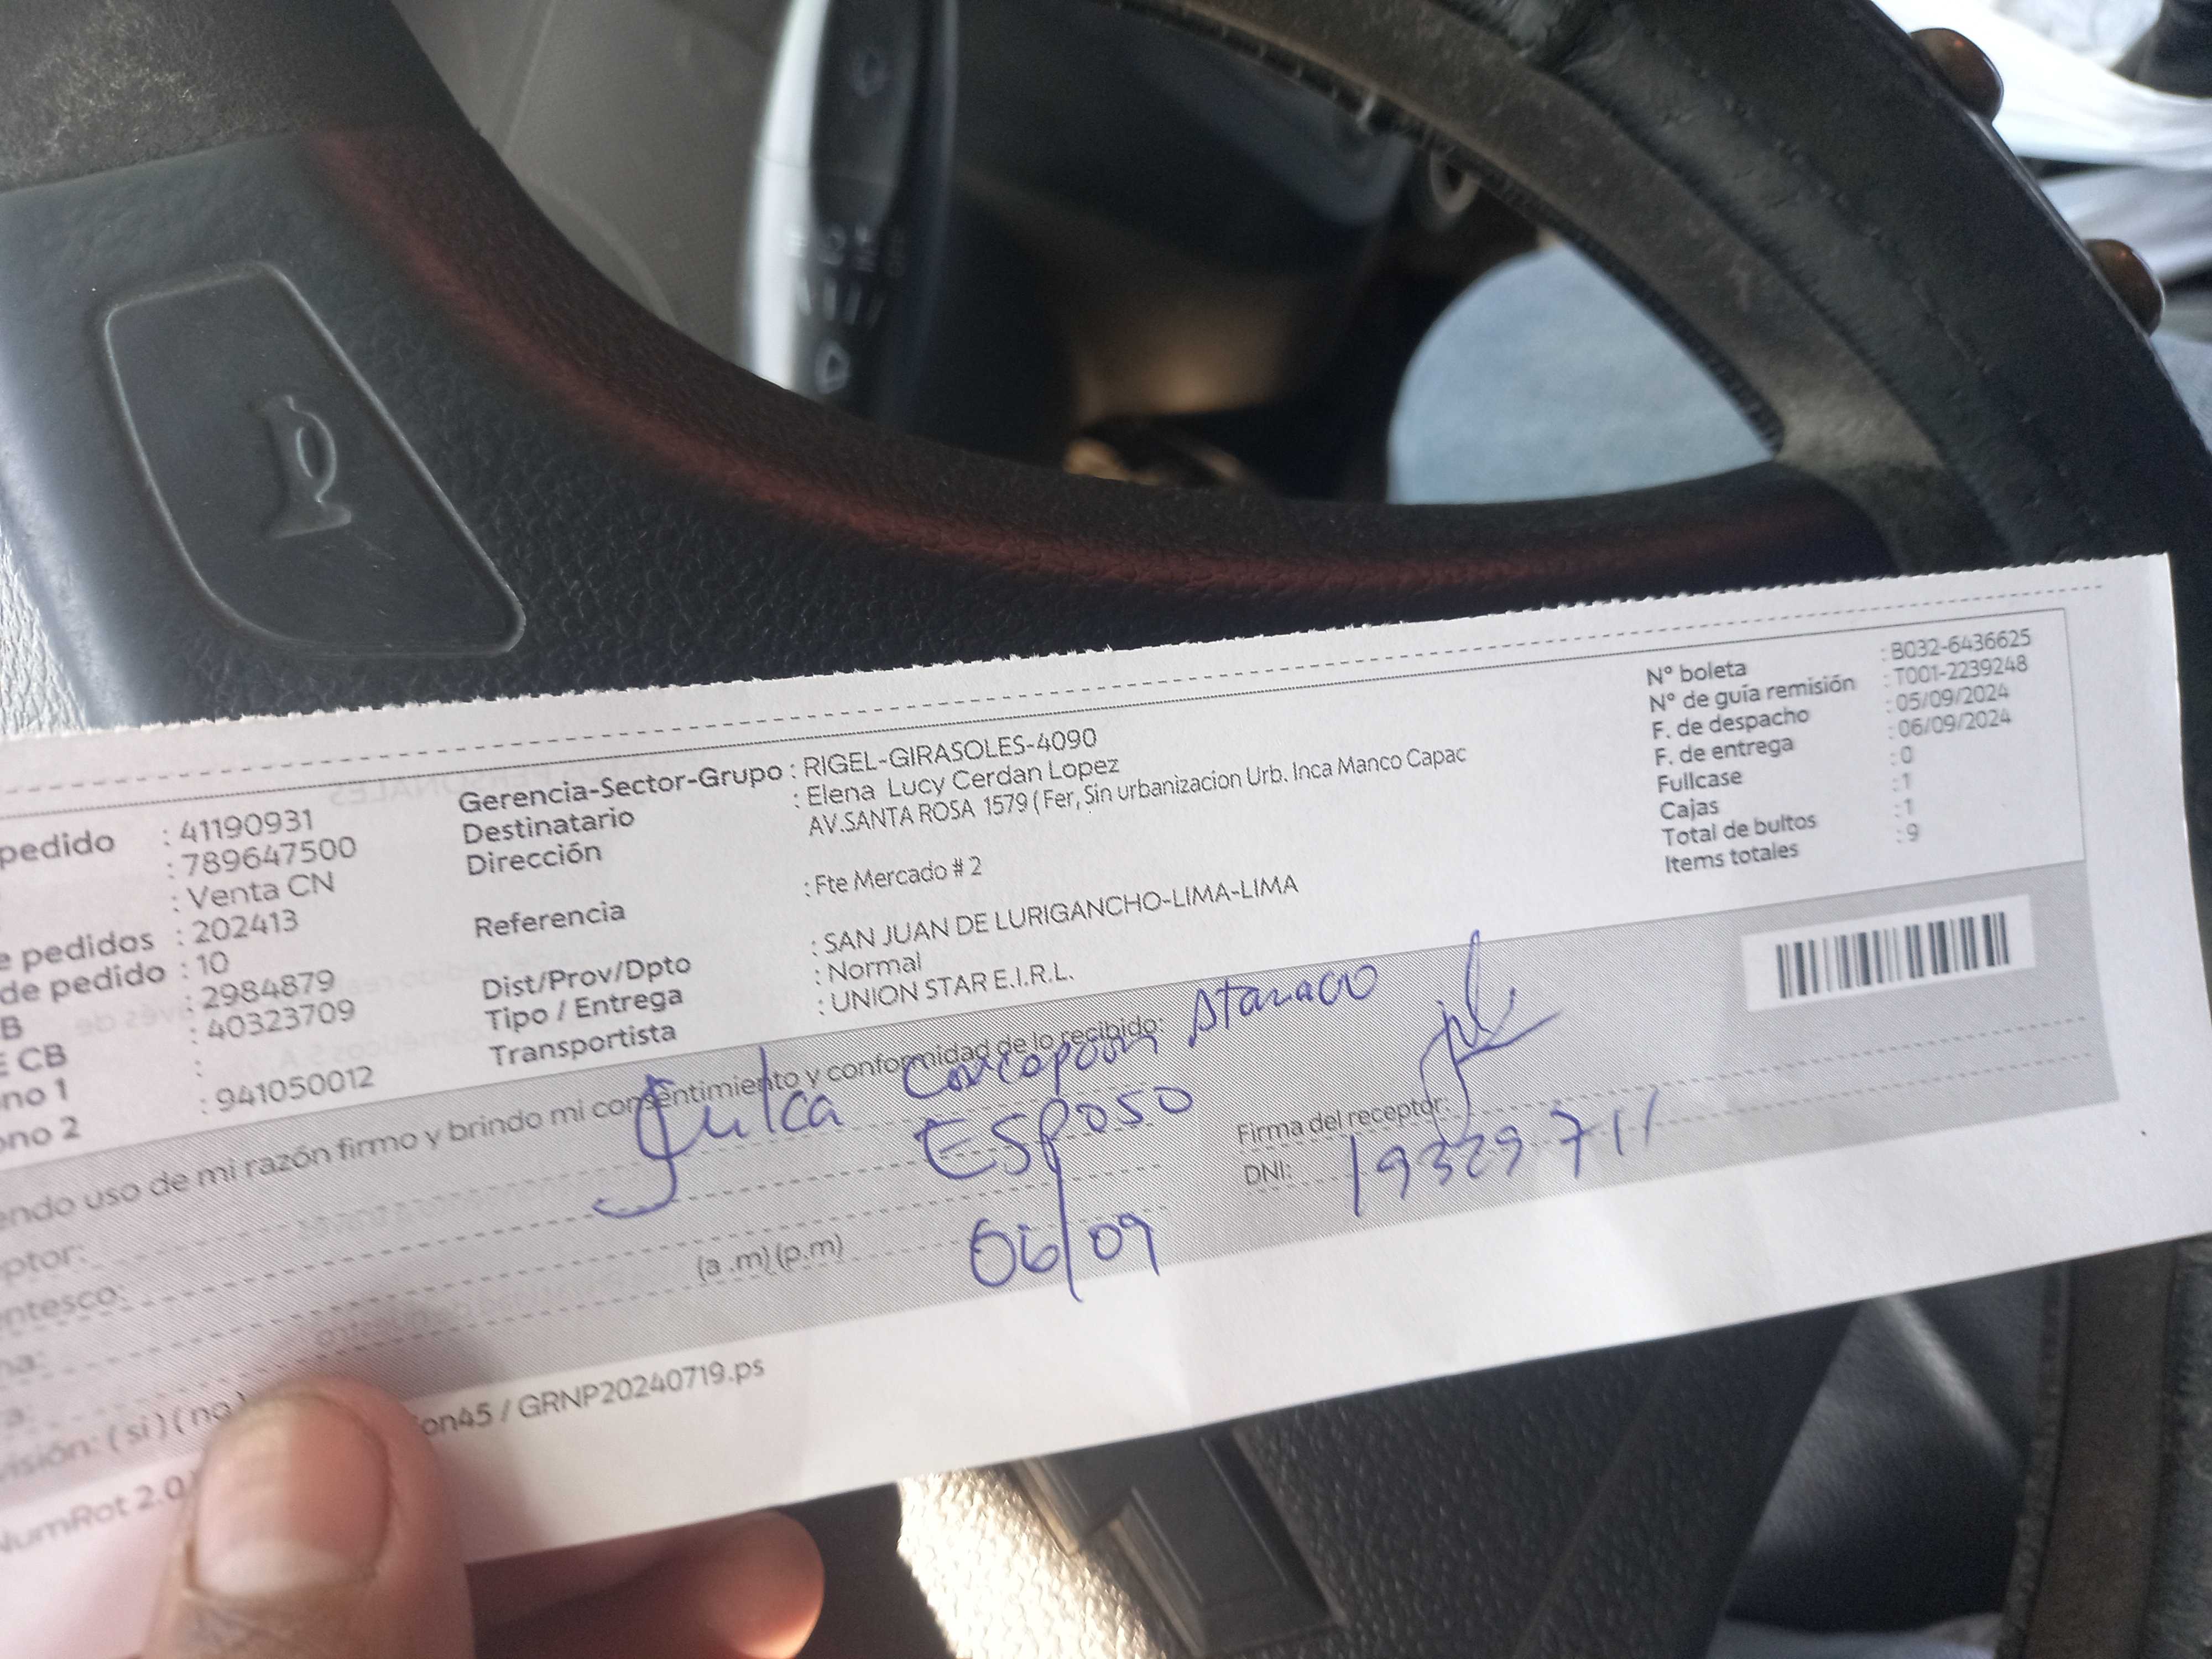 pedido : 41190931
: 789647500
: Venta CN
e pedidos : 202413
de pedido : 10
B : 2984879
E CB : 40323709
no 1 :
ono 2 : 941050012
Gerencia-Sector-Grupo : RIGEL-GIRASOLES-4090
Destinatario : Elena Lucy Cerdan Lopez
Dirección AV.SANTA ROSA 1579 ( Fer, Sin urbanizacion Urb. Inca Manco Capac
Referencia : Fte Mercado # 2
Dist/Prov/Dpto : SAN JUAN DE LURIGANCHO-LIMA-LIMA
Tipo / Entrega : Normal
Transportista : UNION STAR E.I.R.L.
N° boleta : B032-6436625
N° de guía remisión : T001-2239248
F. de despacho : 05/09/2024
F. de entrega : 06/09/2024
Fullcase : 0
Cajas : 1
Total de bultos : 1
Items totales : 9
endo uso de mi razón firmo y brindo mi consentimiento y conformidad de lo recibido:
ptor: Julca Concepcion
ntesco: Esposo
Firma del receptor:
na: 06/09
DNI: 19329711
a: (a .m) (p.m)
visión: ( si ) ( no )
NumRot 2.0 on45 / GRNP20240719.ps